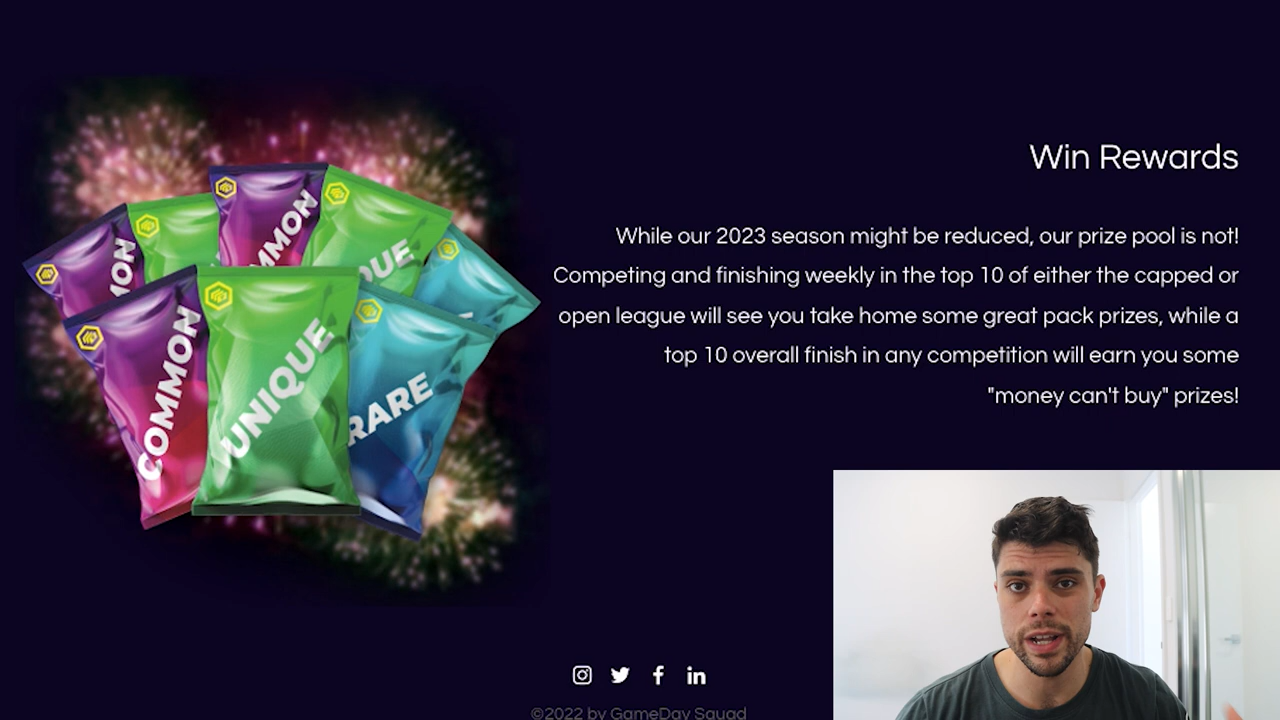 Win Rewards
While our 2023 season might be reduced, our prize pool is not!
Competing and finishing weekly in the top 10 of either the capped or
open league will see you take home some great pack prizes, while a
top 10 overall finish in any competition will earn you some
"money can't buy" prizes!
COMMON
UNIQUE
RARE
MMON
QUE
ON
©2022 by GameDay Squad